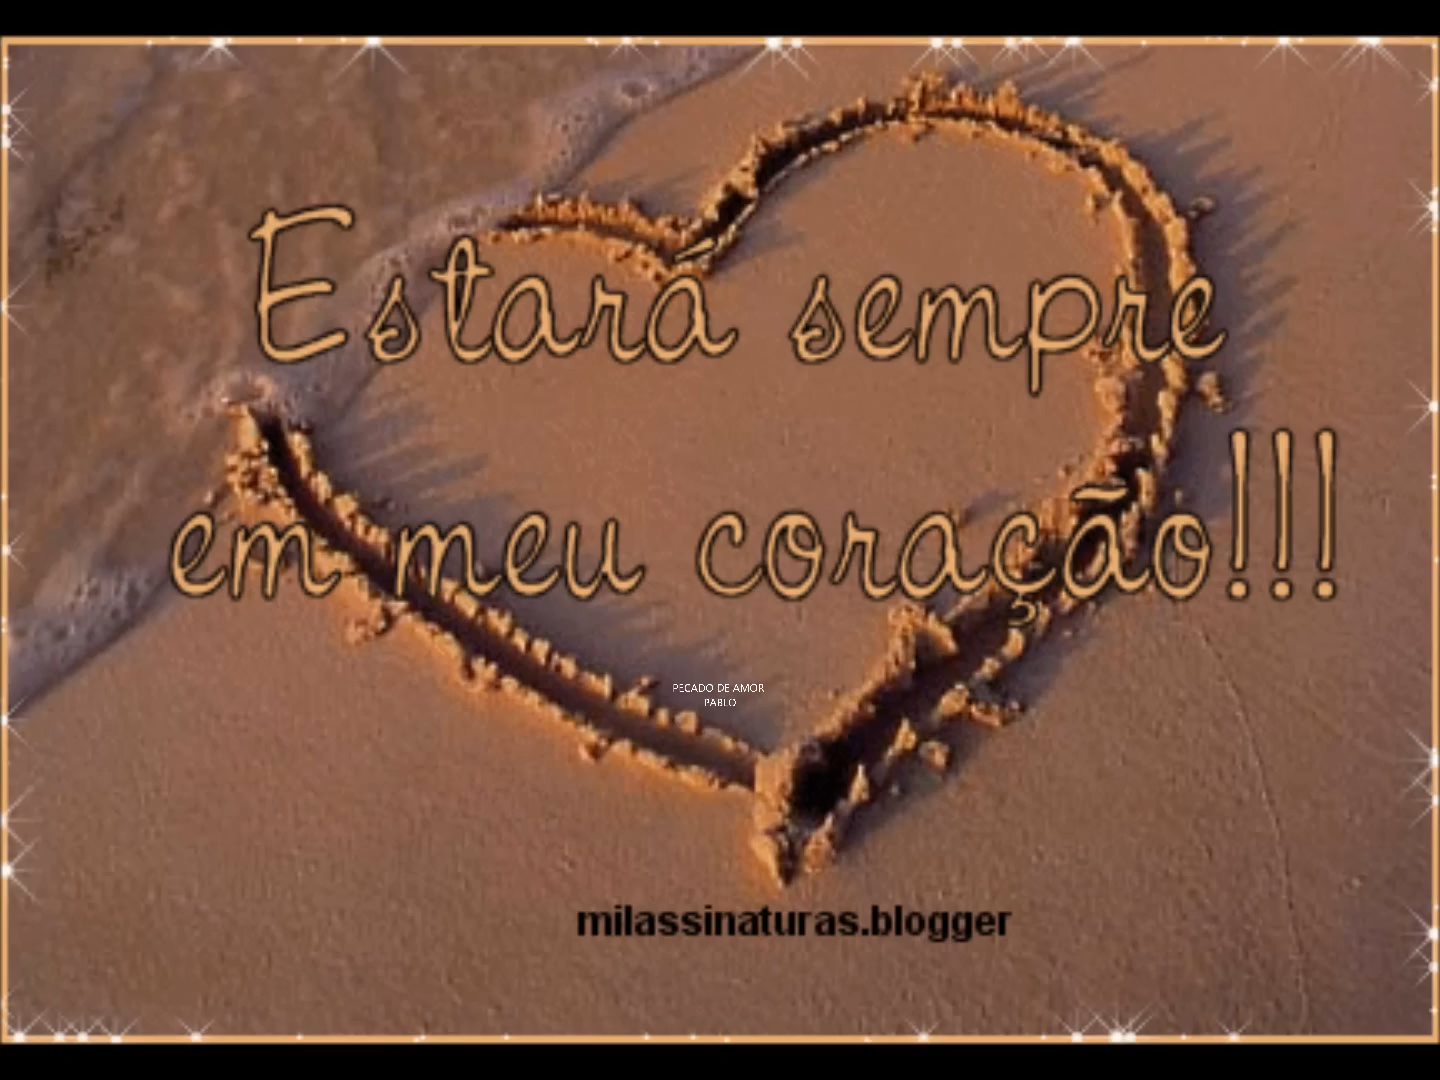 Estará sempre
em meu coração!!!
PECADO DE AMOR
PABLO
milassinaturas.blogger